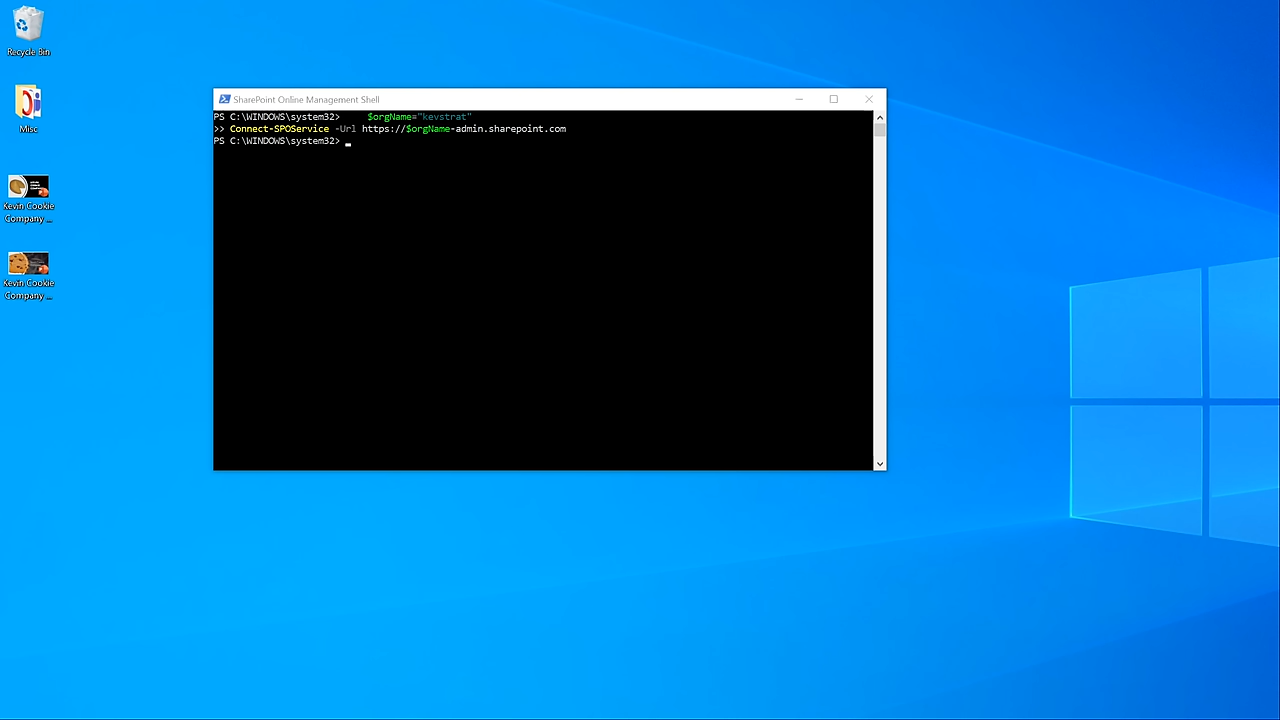 Recycle Bin
Misc
Kevin Cookie
Company ...
Kevin Cookie
Company ...
SharePoint Online Management Shell
PS C:\WINDOWS\system32>     $orgName="kevstrat"
>> Connect-SPOService -Url https://$orgName-admin.sharepoint.com
PS C:\WINDOWS\system32>